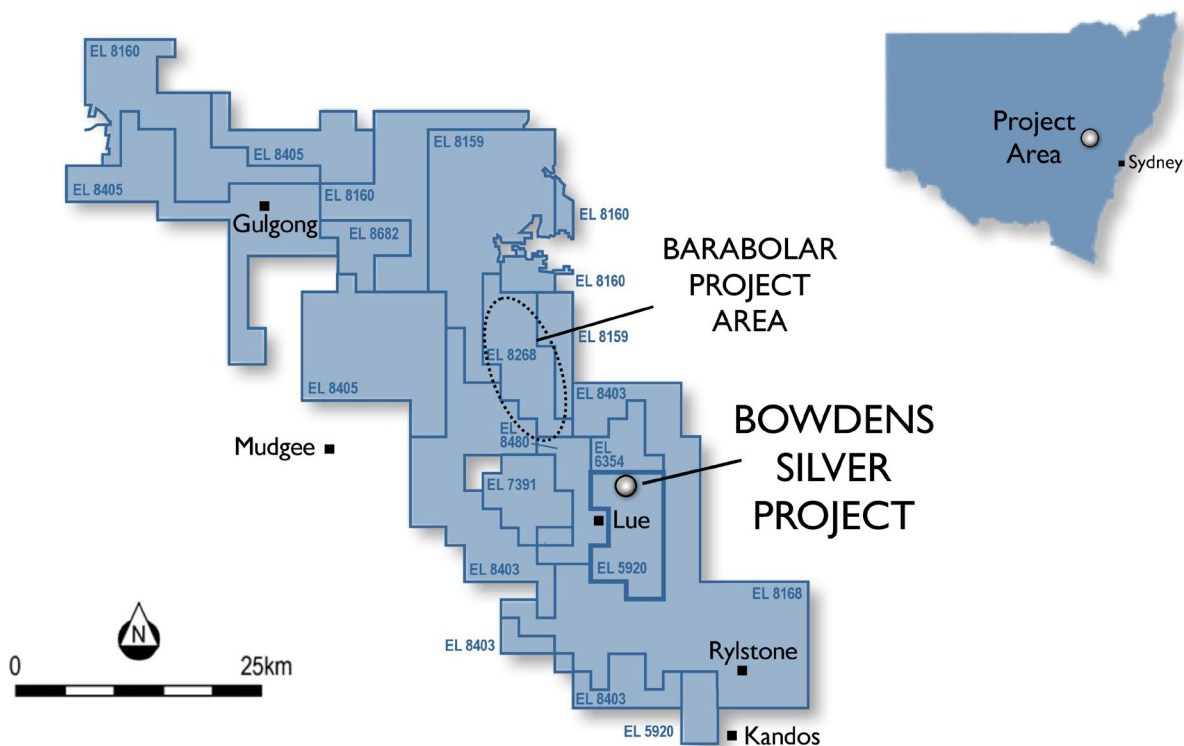 EL 8160
EL 8159
EL 8405
EL 8405
EL 8160
Gulgong
EL 8682
EL 8160
EL 8160
BARABOLAR
PROJECT
AREA
EL 8159
EL 8268
EL 8405
EL 8403
Mudgee
EL
8480
EL
6354
BOWDENS
SILVER
PROJECT
EL 7391
Lue
EL 8403
EL 5920
EL 8168
EL 8403
Rylstone
EL 8403
EL 5920
Kandos
N
0
25km
Project
Area
Sydney